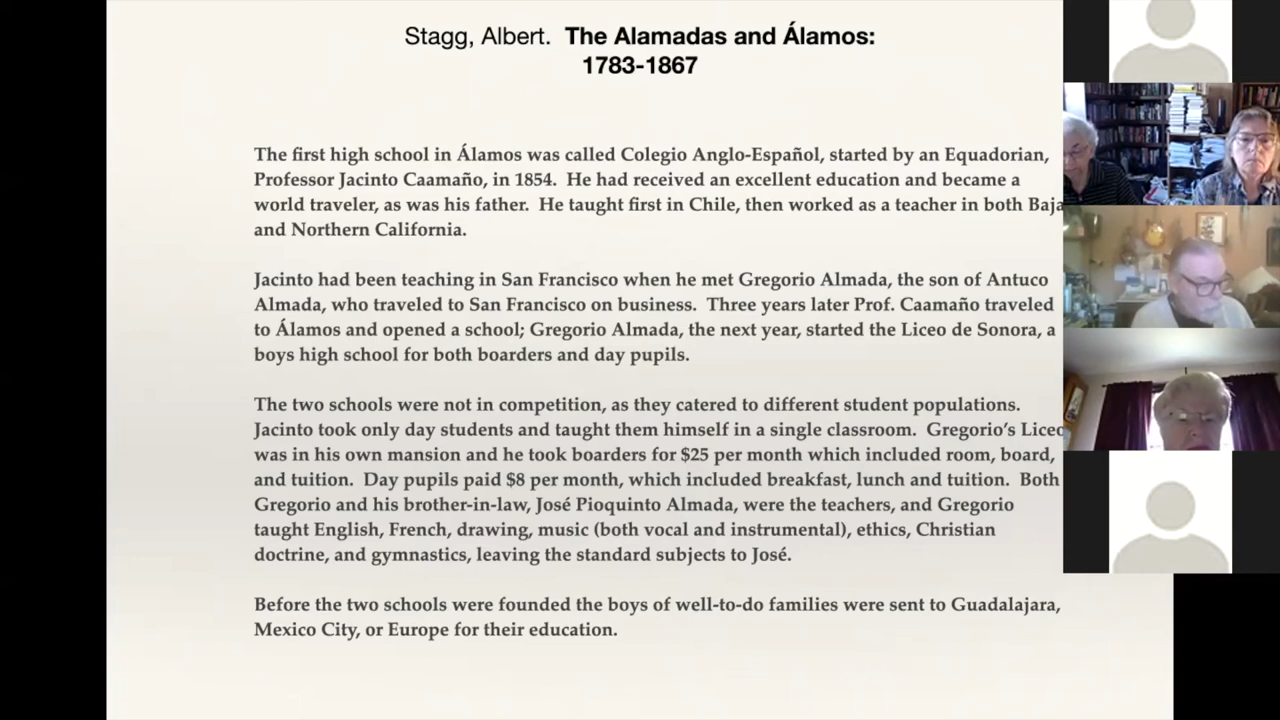 Stagg, Albert. The Alamadas and Álamos:
1783-1867
The first high school in Álamos was called Colegio Anglo-Español, started by an Equadorian,
Professor Jacinto Caamaño, in 1854. He had received an excellent education and became a
world traveler, as was his father. He taught first in Chile, then worked as a teacher in both Baja
and Northern California.
Jacinto had been teaching in San Francisco when he met Gregorio Almada, the son of Antuco
Almada, who traveled to San Francisco on business. Three years later Prof. Caamaño traveled
to Álamos and opened a school; Gregorio Almada, the next year, started the Liceo de Sonora, a
boys high school for both boarders and day pupils.
The two schools were not in competition, as they catered to different student populations.
Jacinto took only day students and taught them himself in a single classroom. Gregorio’s Liceo
was in his own mansion and he took boarders for $25 per month which included room, board,
and tuition. Day pupils paid $8 per month, which included breakfast, lunch and tuition. Both
Gregorio and his brother-in-law, José Pioquinto Almada, were the teachers, and Gregorio
taught English, French, drawing, music (both vocal and instrumental), ethics, Christian
doctrine, and gymnastics, leaving the standard subjects to José.
Before the two schools were founded the boys of well-to-do families were sent to Guadalajara,
Mexico City, or Europe for their education.